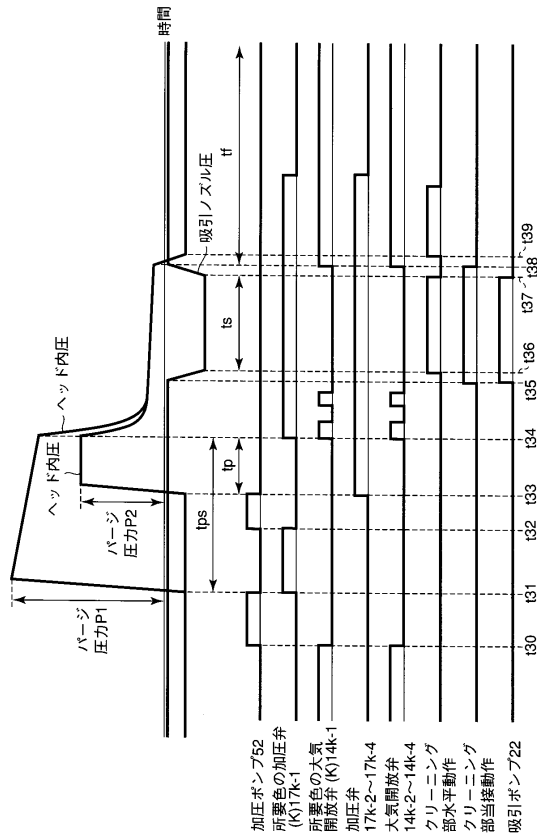 時間
ヘッド内圧
ヘッド内圧
パージ
圧力P1
パージ
圧力P2
tps
tp
ts
tf
吸引ノズル圧
加圧ポンプ52
所要色の加圧弁
(K)17k-1
所要色の大気
開放弁 (K)14k-1
加圧弁
17k-2~17k-4
大気開放弁
14k-2~14k-4
クリーニング
部水平動作
クリーニング
部当接動作
吸引ポンプ22
t30
t31
t32
t33
t34
t35
t36
t37
t38
t39